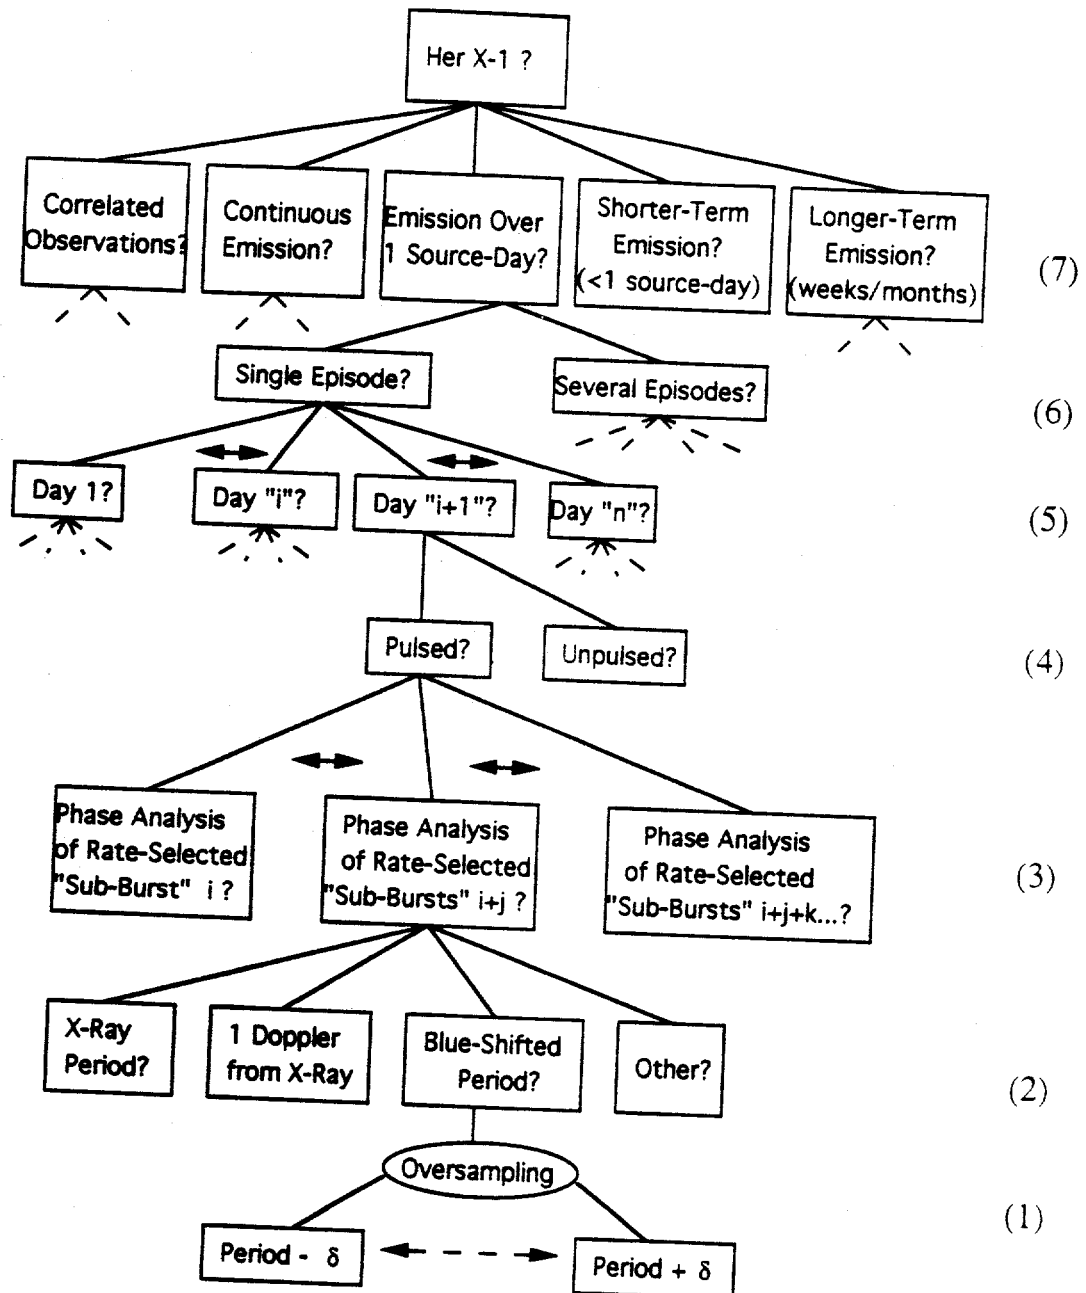 Her X-1 ?
Correlated
Observations?
Continuous
Emission?
Emission Over
1 Source-Day?
Shorter-Term
Emission?
(<1 source-day)
Longer-Term
Emission?
(weeks/months)
(7)
Single Episode?
Several Episodes?
(6)
Day 1?
Day "i"?
Day "i+1"?
Day "n"?
(5)
Pulsed?
Unpulsed?
(4)
Phase Analysis
of Rate-Selected
"Sub-Burst" i ?
Phase Analysis
of Rate-Selected
"Sub-Bursts" i+j ?
Phase Analysis
of Rate-Selected
"Sub-Bursts" i+j+k...?
(3)
X-Ray
Period?
1 Doppler
from X-Ray
Blue-Shifted
Period?
Other?
(2)
Oversampling
(1)
Period - δ
Period + δ